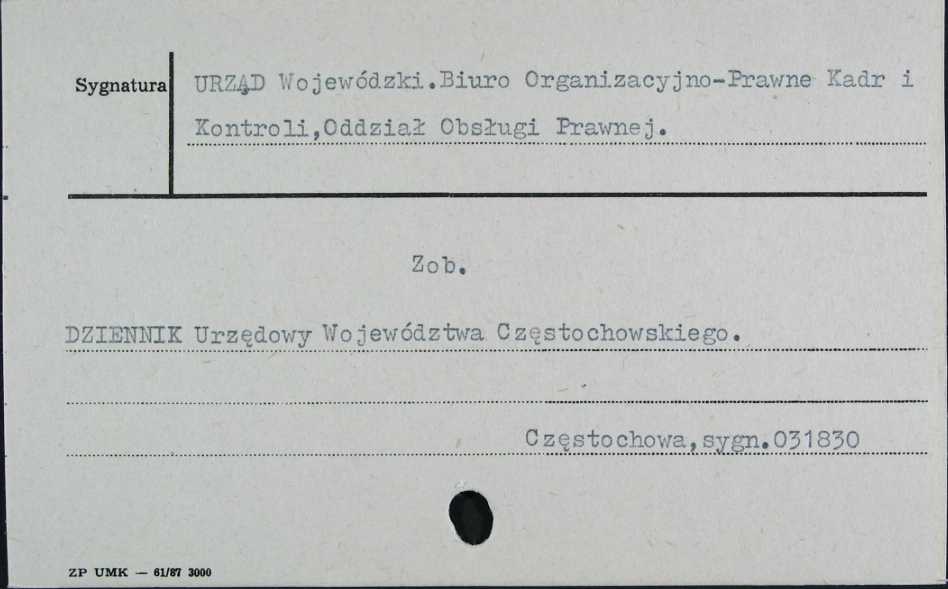 Sygnatura
URZĄD Wojewódzki.Biuro Organizacyjno-Prawne Kadr i
Kontroli,Oddział Obsługi Prawnej.
Zob.
DZIENNIK Urzędowy Województwa Częstochowskiego.
Częstochowa,sygn.031830
ZP UMK — 61/87 3000